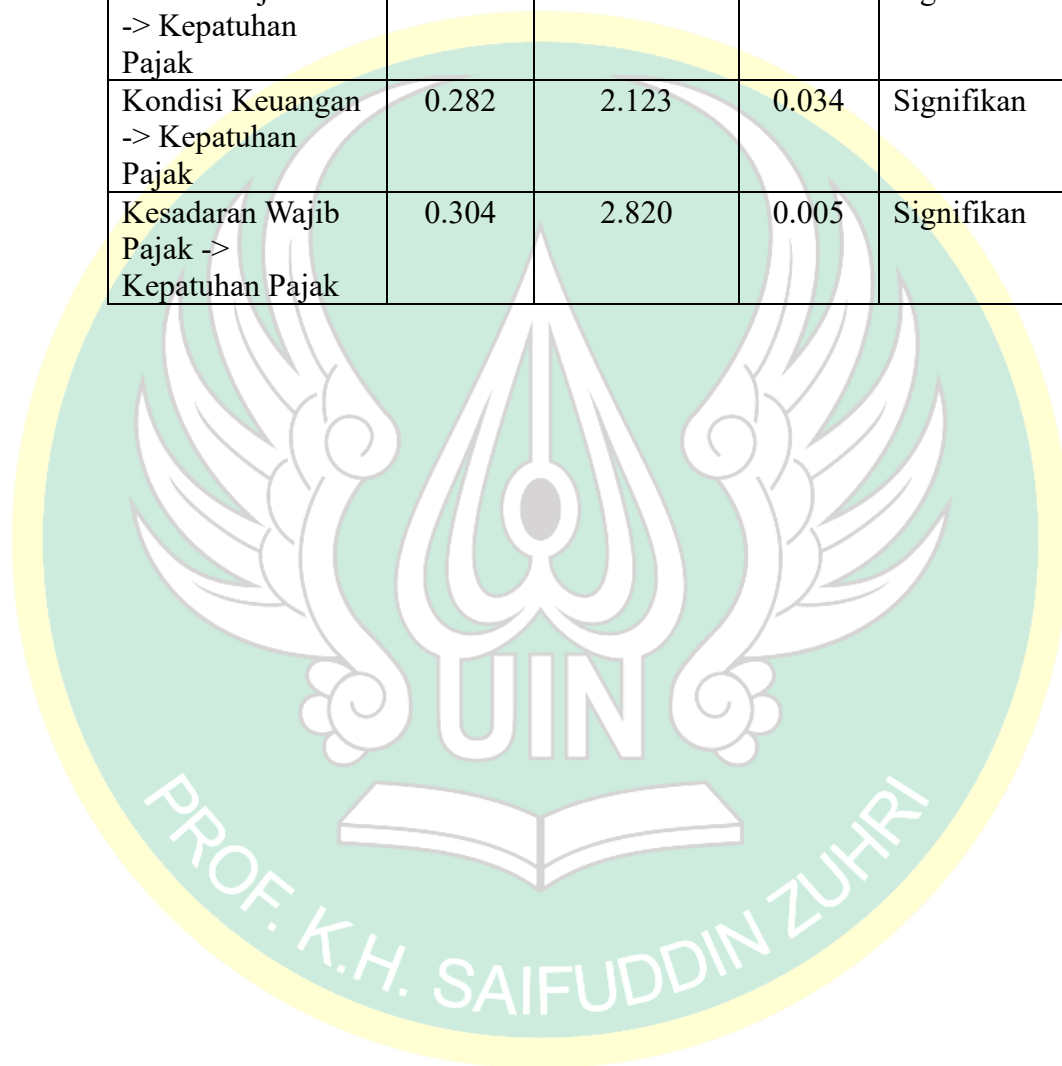 -> Kepatuhan
Pajak
Kondisi Keuangan 0.282 2.123 0.034 Signifikan
-> Kepatuhan
Pajak
Kesadaran Wajib 0.304 2.820 0.005 Signifikan
Pajak ->
Kepatuhan Pajak
UIN
PROF. K.H. SAIFUDDIN ZUHRI